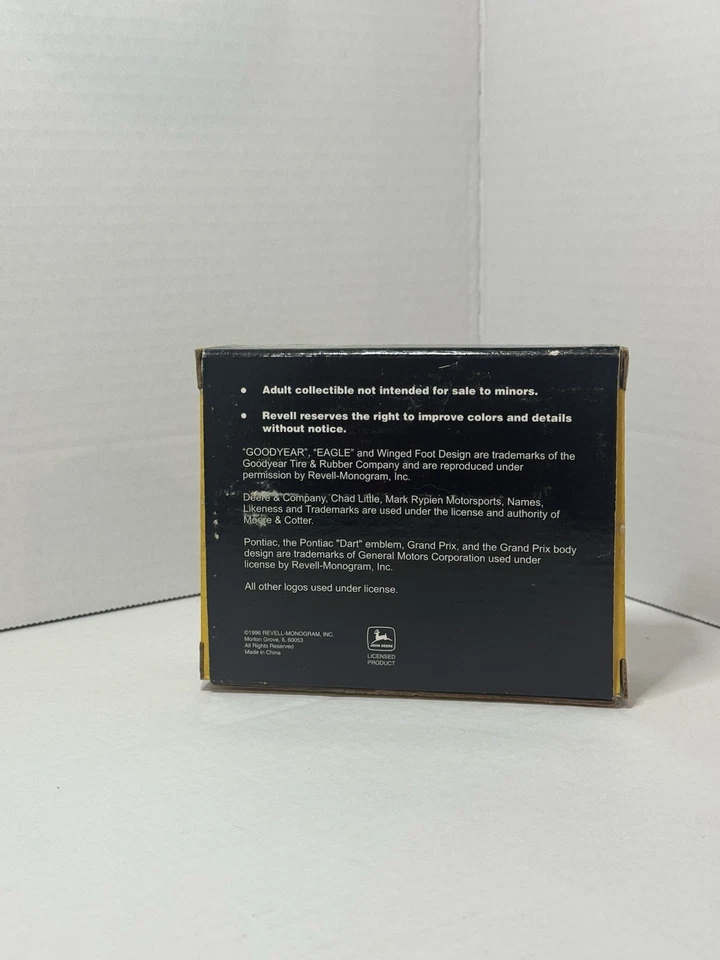 • Adult collectible not intended for sale to minors.
• Revell reserves the right to improve colors and details
without notice.
"GOODYEAR", "EAGLE" and Winged Foot Design are trademarks of the
Goodyear Tire & Rubber Company and are reproduced under
permission by Revell-Monogram, Inc.
Deere & Company, Chad Little, Mark Rypien Motorsports, Names,
Likeness and Trademarks are used under the license and authority of
Moore & Cotter.
Pontiac, the Pontiac "Dart" emblem, Grand Prix, and the Grand Prix body
design are trademarks of General Motors Corporation used under
license by Revell-Monogram, Inc.
All other logos used under license.
©1996 REVELL-MONOGRAM, INC.
Morton Grove, IL 60053
All Rights Reserved
Made in China
JOHN DEERE
LICENSED
PRODUCT